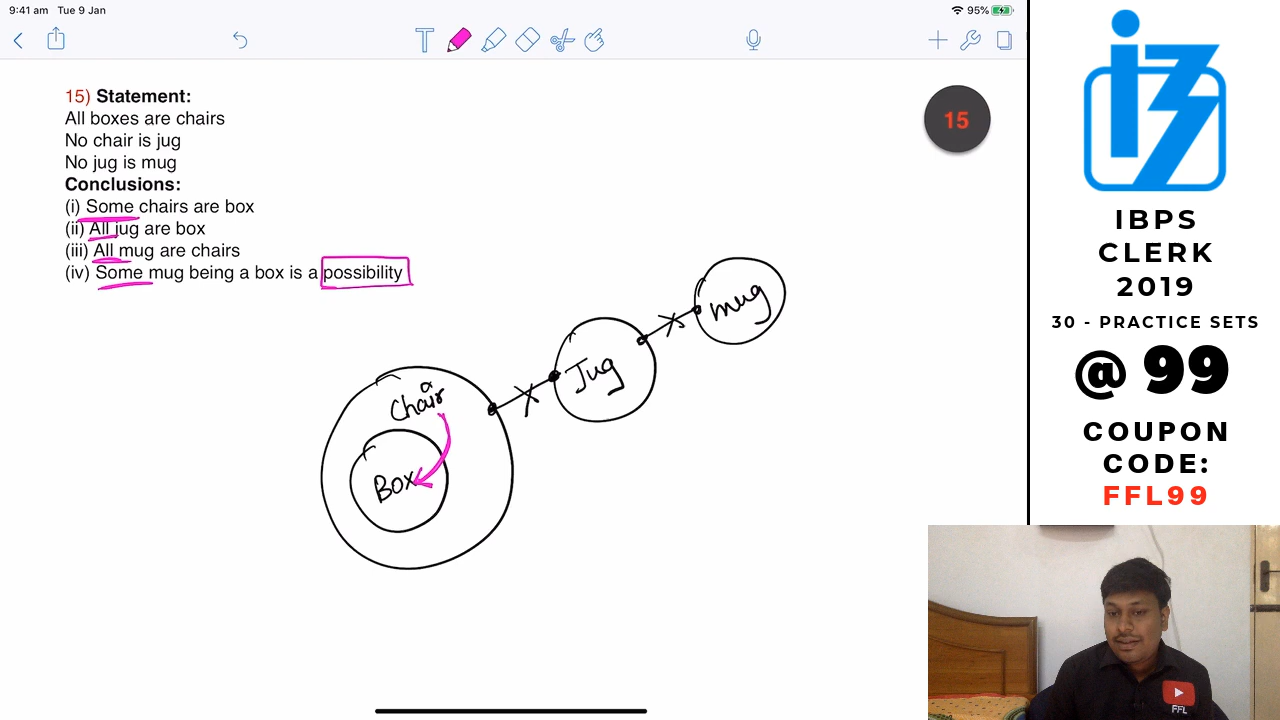 9:41 am Tue 9 Jan
95%
15) Statement:
All boxes are chairs
No chair is jug
No jug is mug
Conclusions:
(i) Some chairs are box
(ii) All jug are box
(iii) All mug are chairs
(iv) Some mug being a box is a possibility
15
mug
Jug
Chair
Box
IBPS
CLERK
2019
30 - PRACTICE SETS
@ 99
COUPON
CODE:
FFL99
FFL